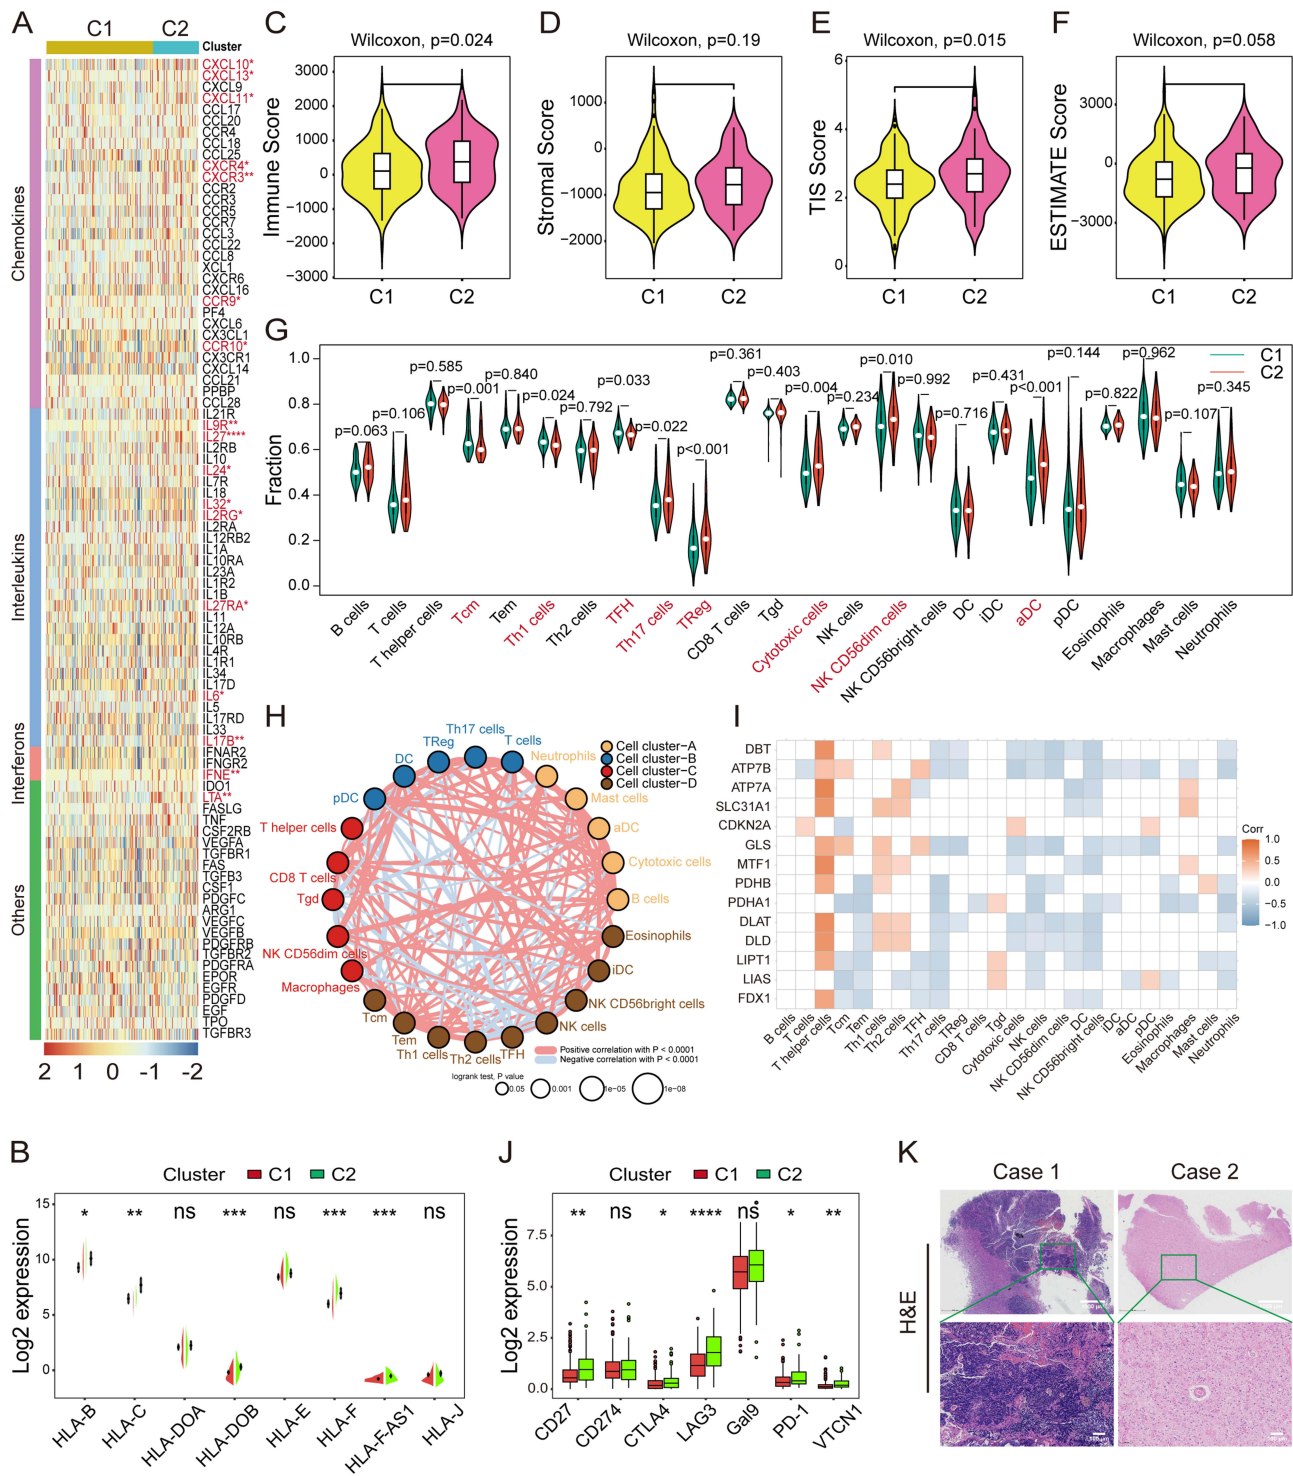 A
C1
C2
Cluster
Chemokines
Interleukins
Interferons
Others
CXCL10*
CXCL13*
CXCL9
CXCL11*
CCL17
CCL20
CCR4
CCL18
CCL25
CXCR4*
CXCR3**
CCR2
CCR3
CCR5
CCR7
CCL3
CCL22
CCL8
XCL1
CXCR6
CXCL16
CCR9*
PF4
CXCL6
CX3CL1
CCR10*
CX3CR1
CXCL14
CCL21
PPBP
CCL28
IL21R
IL9R**
IL27****
IL2RB
IL10
IL24*
IL7R
IL18
IL32*
IL2RG*
IL2RA
IL12RB2
IL1A
IL10RA
IL23A
IL1R2
IL1B
IL27RA*
IL11
IL12A
IL10RB
IL4R
IL1R1
IL34
IL17D
IL6*
IL5
IL17RD
IL33
IL17B**
IFNAR2
IFNGR2
IFNE**
IDO1
LTA**
FASLG
TNF
CSF2RB
VEGFA
TGFBR1
FAS
TGFB3
CSF1
PDGFC
ARG1
VEGFC
VEGFB
PDGFRB
TGFBR2
PDGFRA
EPOR
EGFR
PDGFD
EGF
TPO
TGFBR3
2 1 0 -1 -2
C
Wilcoxon, p=0.024
Immune Score
3000
2000
1000
0
−1000
−2000
−3000
C1 C2
D
Wilcoxon, p=0.19
Stromal Score
1000
0
−1000
−2000
C1 C2
E
Wilcoxon, p=0.015
TIS Score
6
4
2
0
C1 C2
F
Wilcoxon, p=0.058
ESTIMATE Score
3000
0
−3000
C1 C2
G
Fraction
1.0
0.8
0.6
0.4
0.2
0.0
p=0.063
p=0.106
p=0.585
p=0.001
p=0.840
p=0.024
p=0.792
p=0.033
p=0.022
p<0.001
p=0.361
p=0.403
p=0.004
p=0.234
p=0.010
p=0.992
p=0.716
p=0.431
p<0.001
p=0.144
p=0.822
p=0.962
p=0.107
p=0.345
C1
C2
B cells
T cells
T helper cells
Tcm
Tem
Th1 cells
Th2 cells
TFH
Th17 cells
TReg
CD8 T cells
Tgd
Cytotoxic cells
NK cells
NK CD56dim cells
NK CD56bright cells
DC
iDC
aDC
pDC
Eosinophils
Macrophages
Mast cells
Neutrophils
H
Th17 cells
TReg
T cells
DC
Neutrophils
pDC
Mast cells
T helper cells
aDC
CD8 T cells
Cytotoxic cells
Tgd
B cells
NK CD56dim cells
Eosinophils
Macrophages
iDC
Tcm
NK CD56bright cells
Tem
NK cells
Th1 cells
Th2 cells
TFH
Cell cluster-A
Cell cluster-B
Cell cluster-C
Cell cluster-D
Positive correlation with P < 0.0001
Negative correlation with P < 0.0001
logrank test, P value
0.05 0.001 1e−05 1e−08
I
DBT
ATP7B
ATP7A
SLC31A1
CDKN2A
GLS
MTF1
PDHB
PDHA1
DLAT
DLD
LIPT1
LIAS
FDX1
B cells
T cells
T helper cells
Tcm
Tem
Th1 cells
Th2 cells
TFH
Th17 cells
TReg
CD8 T cells
Tgd
Cytotoxic cells
NK cells
NK CD56dim cells
NK CD56bright cells
DC
iDC
aDC
pDC
Eosinophils
Macrophages
Mast cells
Neutrophils
Corr
1.0
0.5
0.0
−0.5
−1.0
B
Cluster C1 C2
Log2 expression
15
10
5
0
* ** ns *** ns *** *** ns
HLA−B
HLA−C
HLA−DOA
HLA−DOB
HLA−E
HLA−F
HLA−F−AS1
HLA−J
J
Cluster C1 C2
Log2 expression
7.5
5.0
2.5
0.0
** ns * **** ns * **
CD27
CD274
CTLA4
LAG3
Gal9
PD-1
VTCN1
K
Case 1
Case 2
H&E